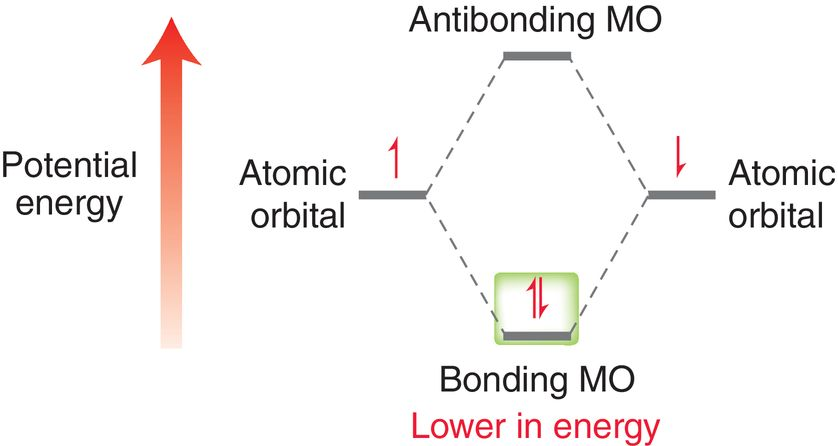 Antibonding MO
Potential
energy
Atomic
orbital
Atomic
orbital
Bonding MO
Lower in energy